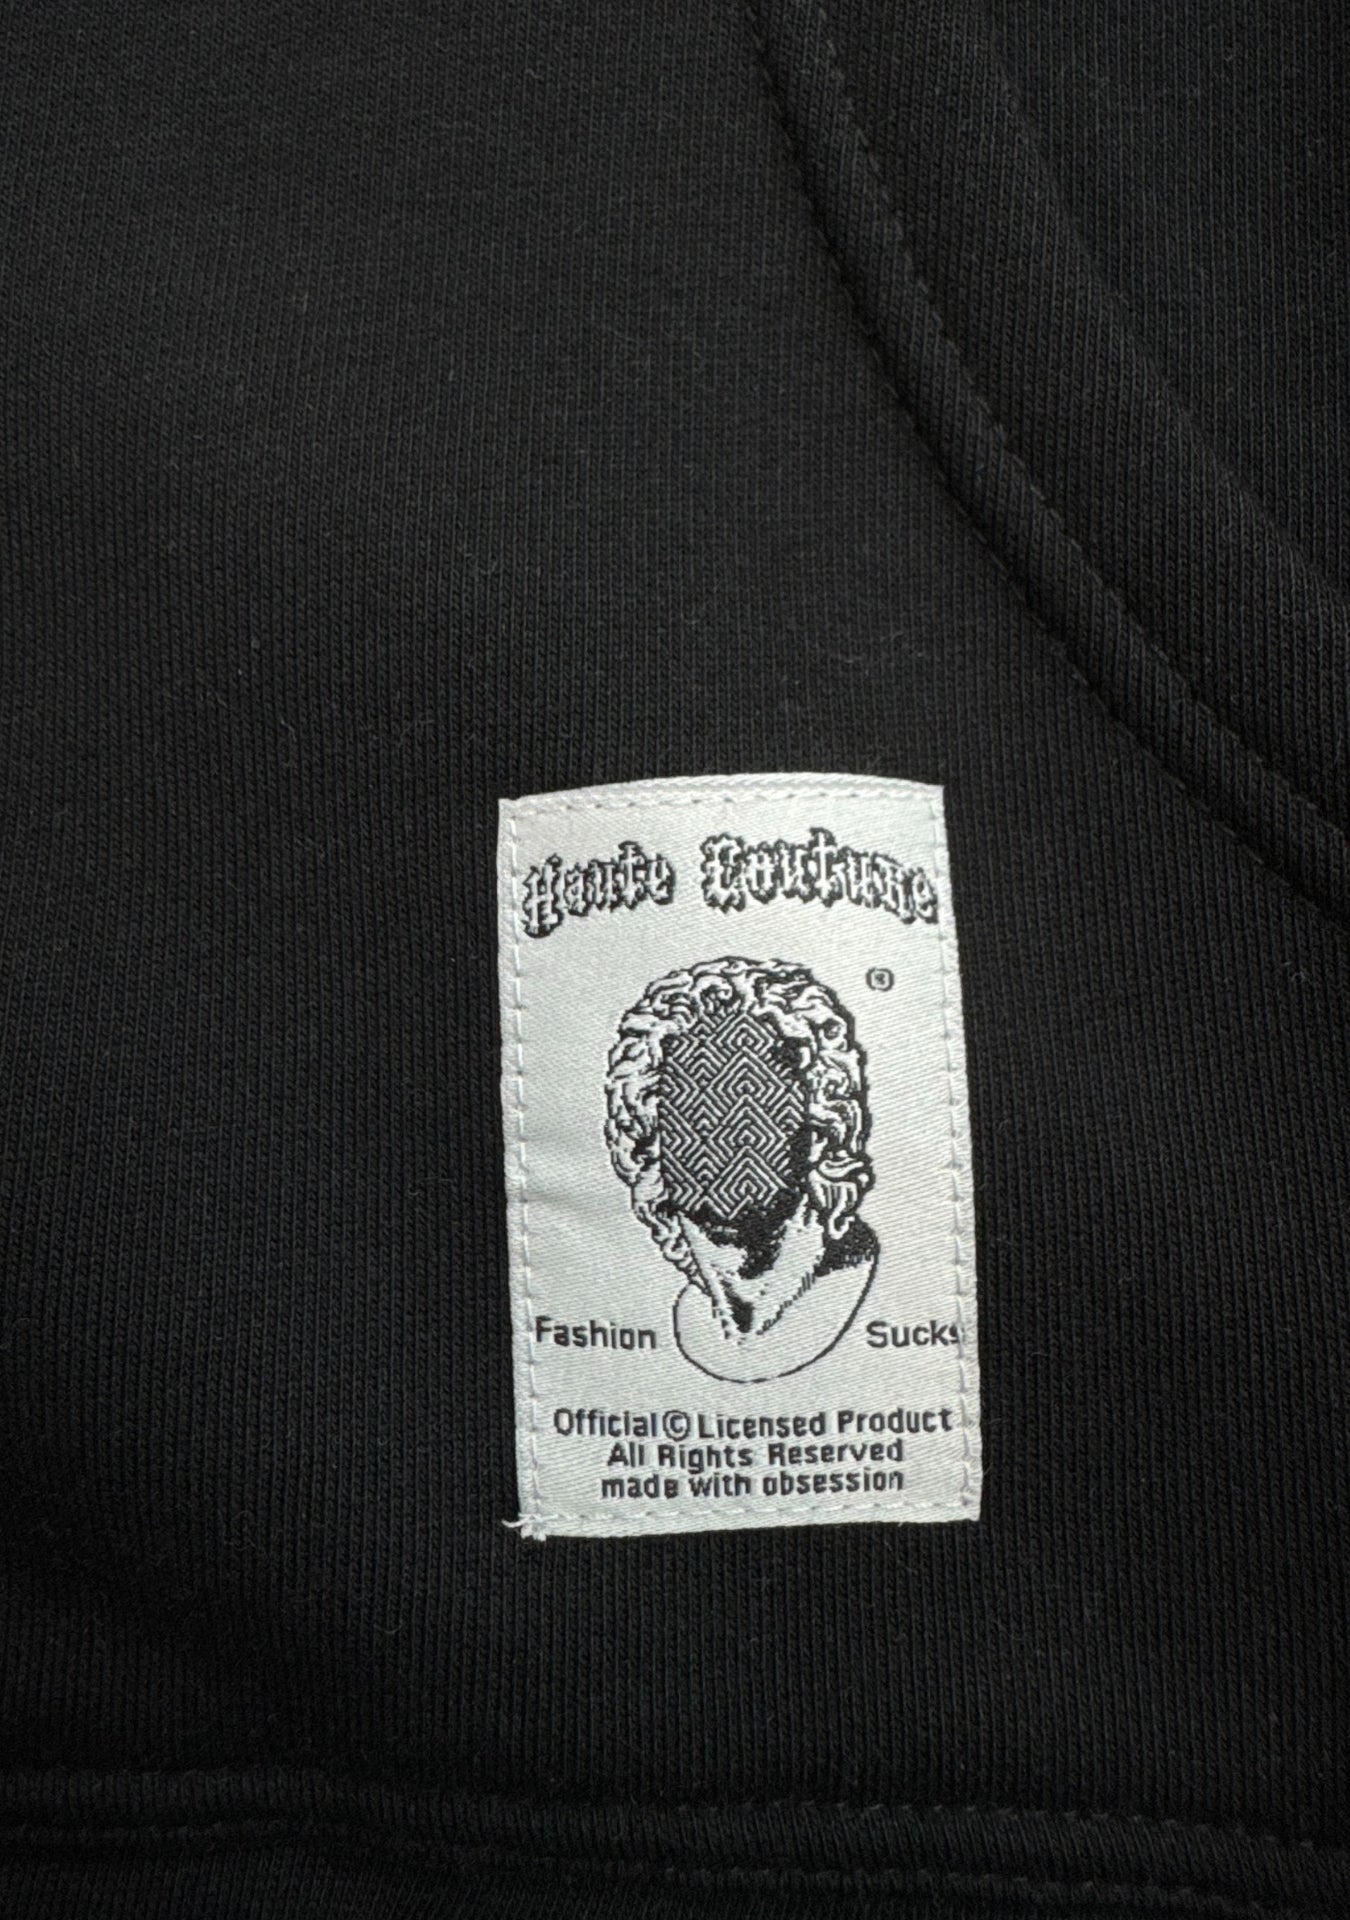 Haute Couture
®
Fashion Sucks
Official © Licensed Product
All Rights Reserved
made with obsession